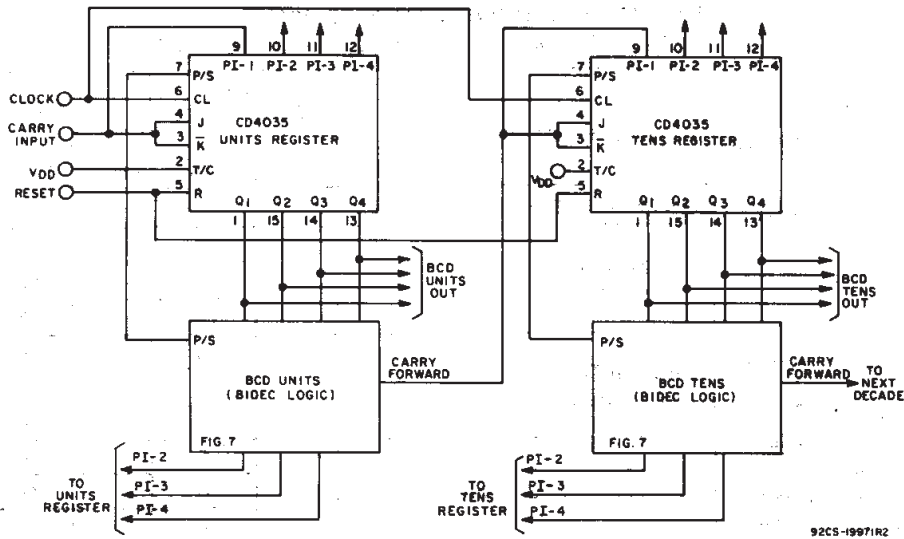 9 10 11 12
PI-1 PI-2 PI-3 PI-4
7 P/S
CLOCK
6 CL
CARRY INPUT
4 J
3 K̅
CD4035
UNITS REGISTER
VDD
2 T/C
RESET
5 R
Q1 Q2 Q3 Q4
1 15 14 13
BCD
UNITS
OUT
P/S
BCD UNITS
(BIDEC LOGIC)
CARRY
FORWARD
FIG. 7
PI-2
PI-3
PI-4
TO
UNITS
REGISTER
9 10 11 12
PI-1 PI-2 PI-3 PI-4
7 P/S
6 CL
4 J
3 K̅
CD4035
TENS REGISTER
VDD
2 T/C
5 R
Q1 Q2 Q3 Q4
1 15 14 13
BCD
TENS
OUT
P/S
BCD TENS
(BIDEC LOGIC)
CARRY
FORWARD
TO
NEXT
DECADE
FIG. 7
PI-2
PI-3
PI-4
TO
TENS
REGISTER
92CS-19971R2